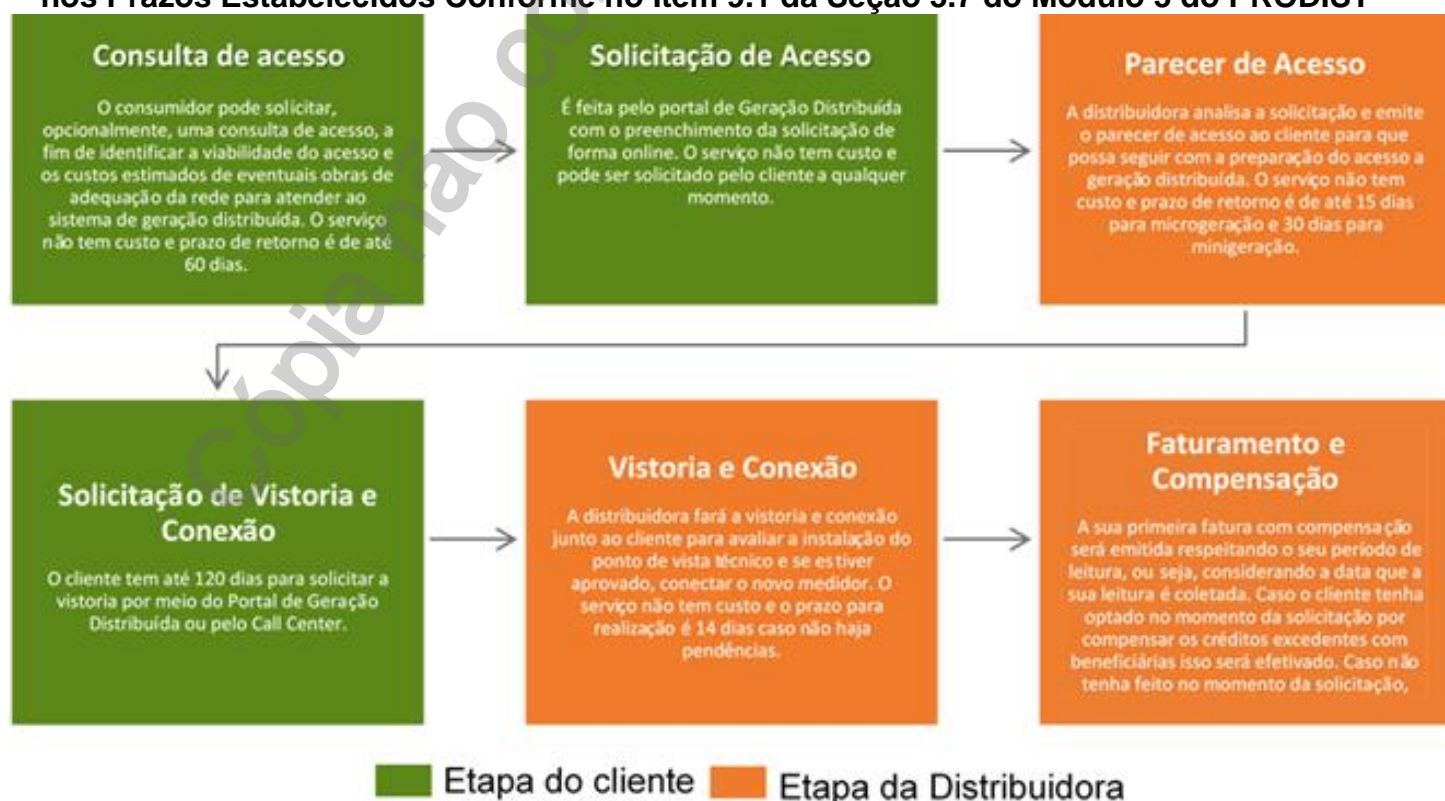 nos Prazos Estabelecidos Conforme no Item 5.1 da Seção 3.7 do Módulo 3 do PRODIST
Consulta de acesso
O consumidor pode solicitar,
opcionalmente, uma consulta de acesso, a
fim de identificar a viabilidade do acesso e
os custos estimados de eventuais obras de
adequação da rede para atender ao
sistema de geração distribuída. O serviço
não tem custo e prazo de retorno é de até
60 dias.
Solicitação de Acesso
É feita pelo portal de Geração Distribuída
com o preenchimento da solicitação de
forma online. O serviço não tem custo e
pode ser solicitado pelo cliente a qualquer
momento.
Parecer de Acesso
A distribuidora analisa a solicitação e emite
o parecer de acesso ao cliente para que
possa seguir com a preparação do acesso a
geração distribuída. O serviço não tem
custo e prazo de retorno é de até 15 dias
para microgeração e 30 dias para
minigeração.
Solicitação de Vistoria e
Conexão
O cliente tem até 120 dias para solicitar a
vistoria por meio do Portal de Geração
Distribuída ou pelo Call Center.
Vistoria e Conexão
A distribuidora fará a vistoria e conexão
junto ao cliente para avaliar a instalação do
ponto de vista técnico e se estiver
aprovado, conectar o novo medidor. O
serviço não tem custo e o prazo para
realização é 14 dias caso não haja
pendências.
Faturamento e
Compensação
A sua primeira fatura com compensação
será emitida respeitando o seu período de
leitura, ou seja, considerando a data que a
sua leitura é coletada. Caso o cliente tenha
optado no momento da solicitação por
compensar os créditos excedentes com
beneficiárias isso será efetivado. Caso não
tenha feito no momento da solicitação,
Etapa do cliente
Etapa da Distribuidora
Cópia não